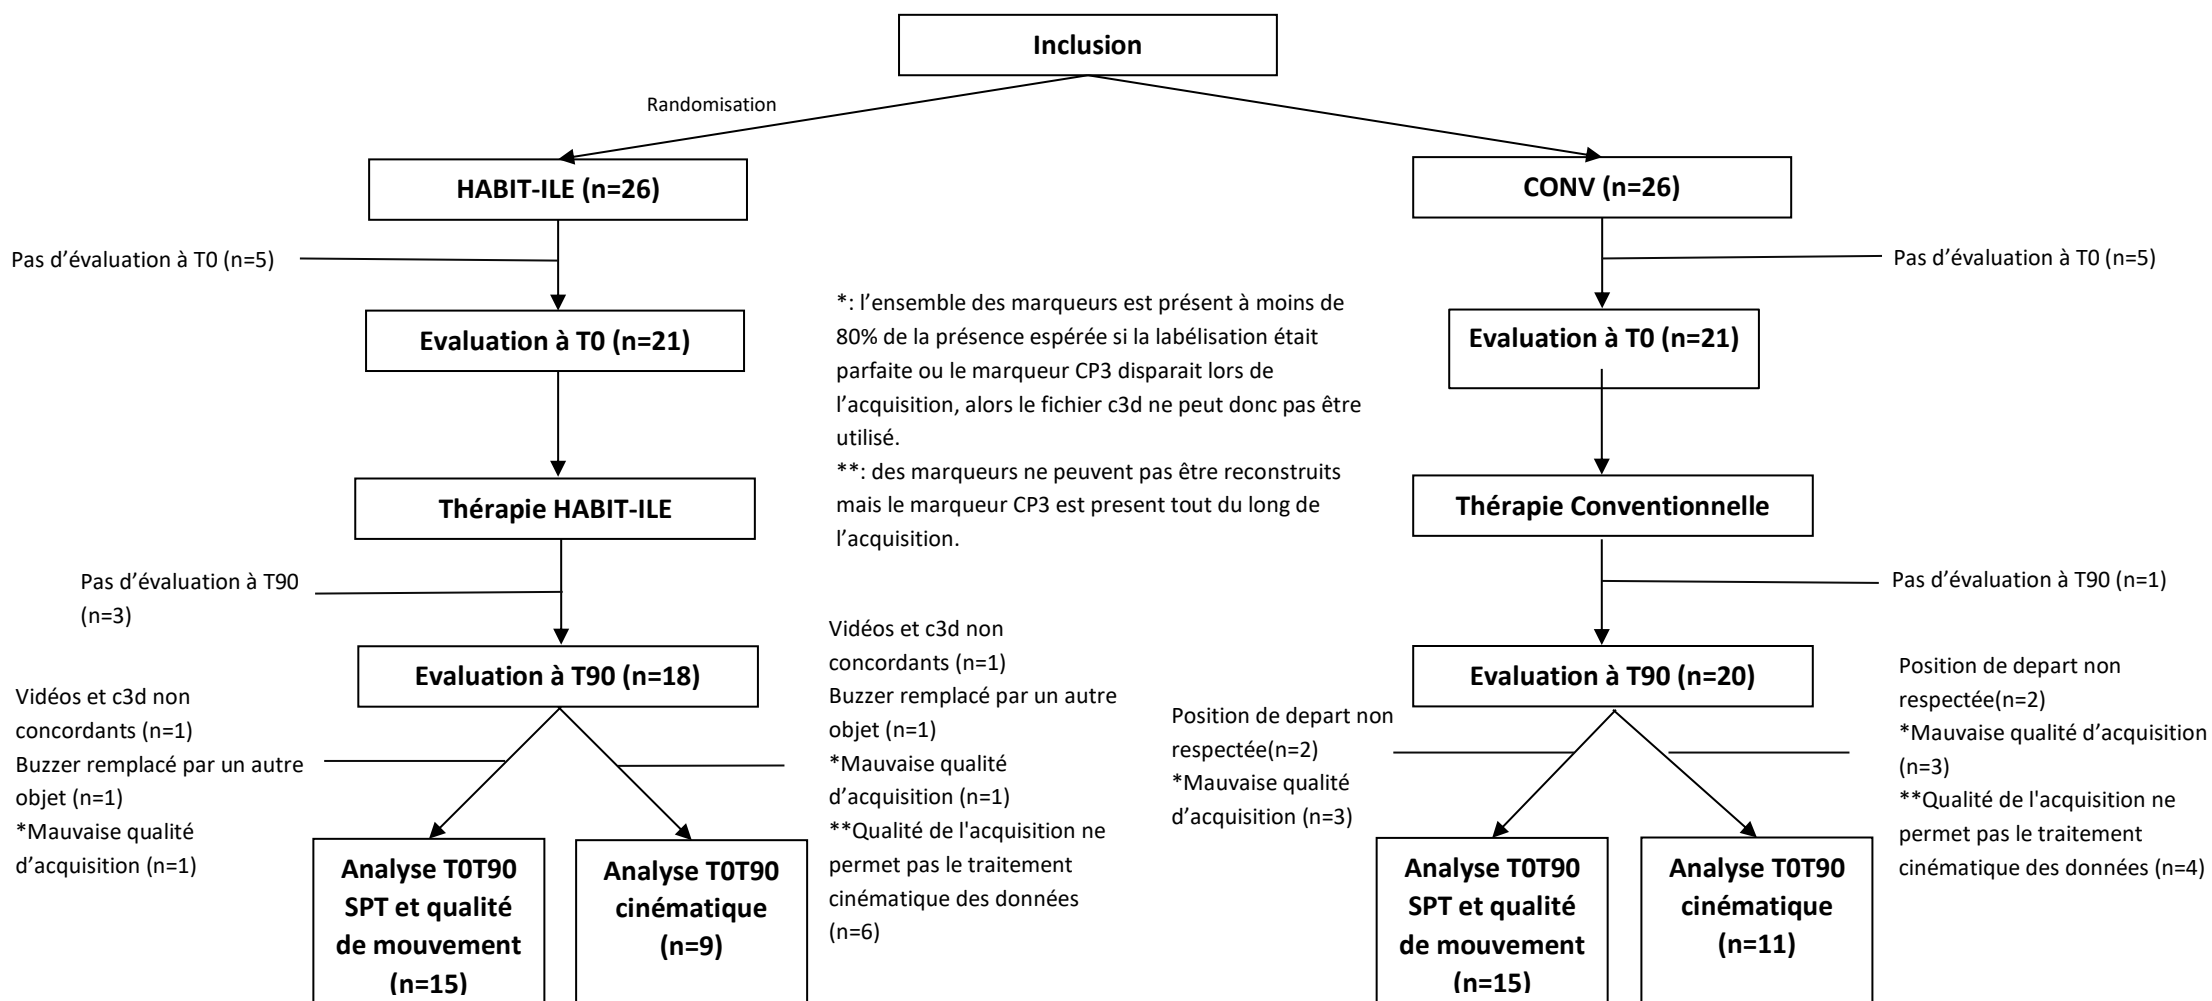 Inclusion
Randomisation
HABIT-ILE (n=26)
CONV (n=26)
Pas d’évaluation à T0 (n=5)
Pas d’évaluation à T0 (n=5)
Evaluation à T0 (n=21)
Evaluation à T0 (n=21)
*: l’ensemble des marqueurs est présent à moins de
80% de la présence espérée si la labélisation était
parfaite ou le marqueur CP3 disparait lors de
l’acquisition, alors le fichier c3d ne peut donc pas être
utilisé.
**: des marqueurs ne peuvent pas être reconstruits
mais le marqueur CP3 est present tout du long de
l’acquisition.
Thérapie HABIT-ILE
Thérapie Conventionnelle
Pas d’évaluation à T90
(n=3)
Pas d’évaluation à T90 (n=1)
Evaluation à T90 (n=18)
Evaluation à T90 (n=20)
Vidéos et c3d non
concordants (n=1)
Buzzer remplacé par un autre
objet (n=1)
*Mauvaise qualité
d’acquisition (n=1)
Vidéos et c3d non
concordants (n=1)
Buzzer remplacé par un autre
objet (n=1)
*Mauvaise qualité
d’acquisition (n=1)
**Qualité de l'acquisition ne
permet pas le traitement
cinématique des données
(n=6)
Position de depart non
respectée(n=2)
*Mauvaise qualité
d’acquisition (n=3)
Position de depart non
respectée(n=2)
*Mauvaise qualité d’acquisition
(n=3)
**Qualité de l'acquisition ne
permet pas le traitement
cinématique des données (n=4)
Analyse T0T90
SPT et qualité
de mouvement
(n=15)
Analyse T0T90
cinématique
(n=9)
Analyse T0T90
SPT et qualité
de mouvement
(n=15)
Analyse T0T90
cinématique
(n=11)